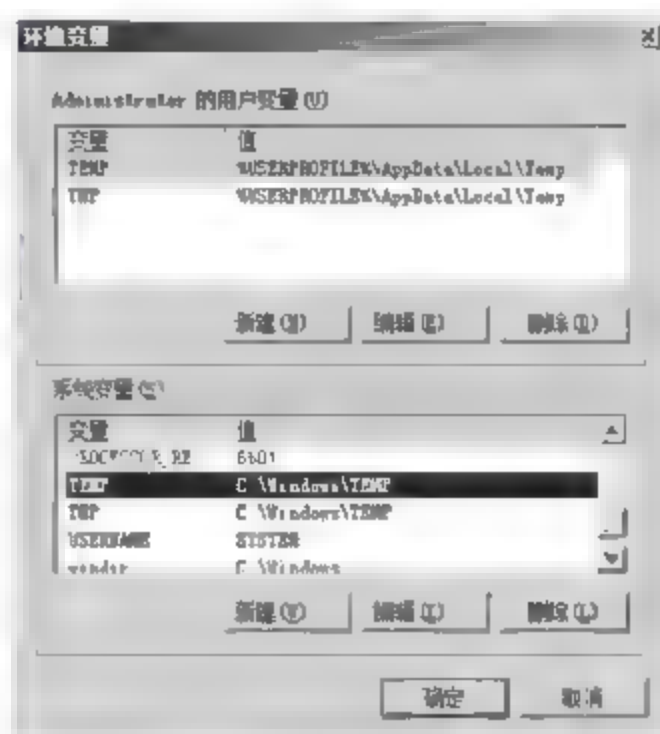 环境变量
Administrator 的用户变量(U)
变量 值
TEMP %USERPROFILE%\AppData\Local\Temp
TMP %USERPROFILE%\AppData\Local\Temp
新建(N) 编辑(E) 删除(D)
系统变量(S)
变量 值
6b01
TEMP C:\Windows\TEMP
TMP C:\Windows\TEMP
USERNAME SYSTEM
windir C:\Windows
新建(W) 编辑(I) 删除(L)
确定 取消